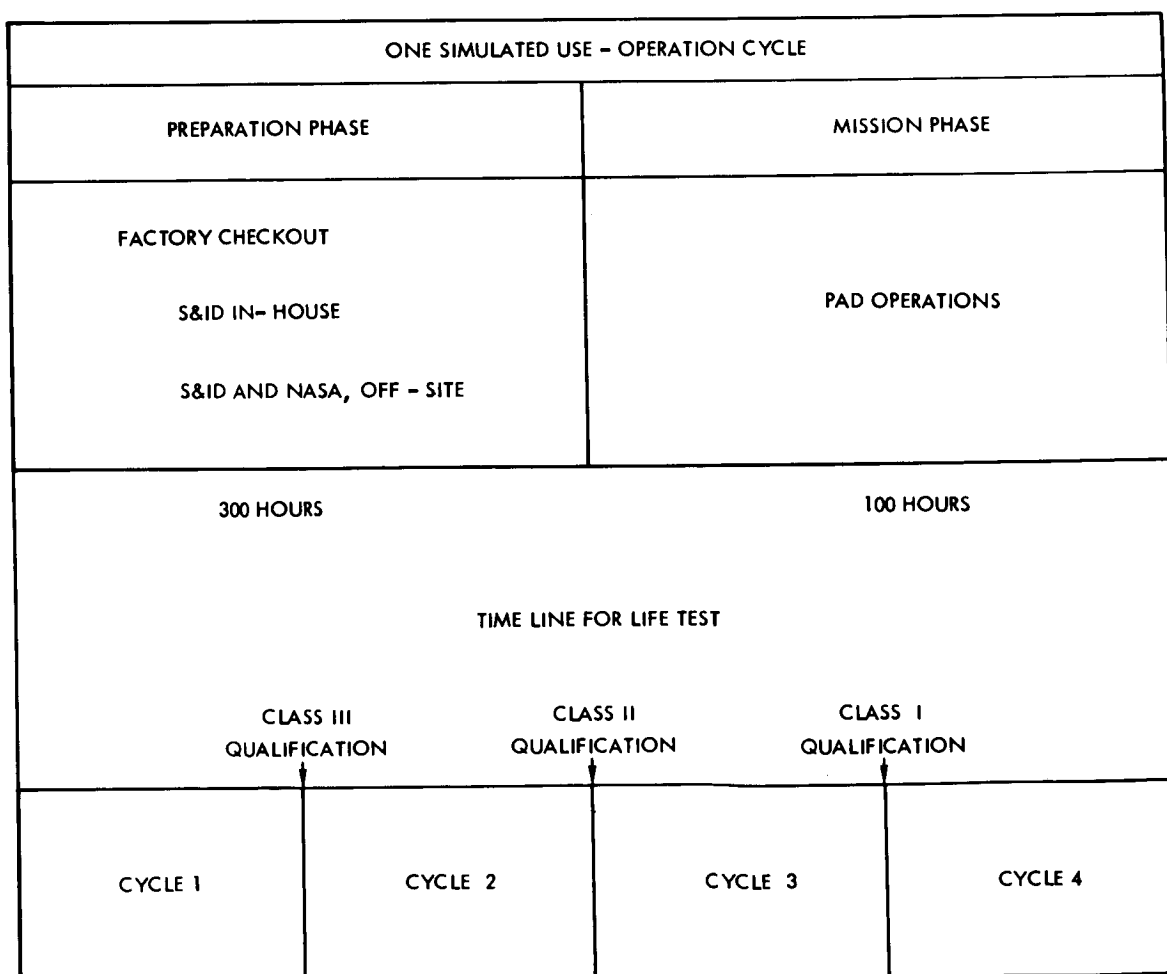 ONE SIMULATED USE – OPERATION CYCLE
PREPARATION PHASE
MISSION PHASE
FACTORY CHECKOUT
S&ID IN– HOUSE
S&ID AND NASA, OFF – SITE
PAD OPERATIONS
300 HOURS
100 HOURS
TIME LINE FOR LIFE TEST
CLASS III
QUALIFICATION
CLASS II
QUALIFICATION
CLASS I
QUALIFICATION
CYCLE 1
CYCLE 2
CYCLE 3
CYCLE 4